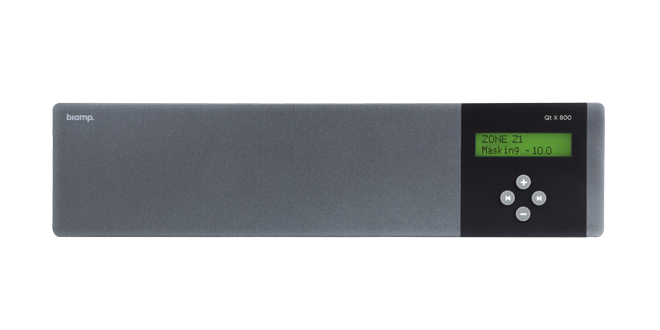 biamp.
Qt X 800
ZONE Z1
Masking -10.0